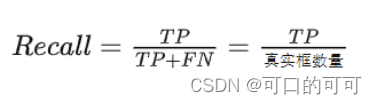 Recall = TP / TP+FN = TP / 真实框数量
CSDN @可口的可可